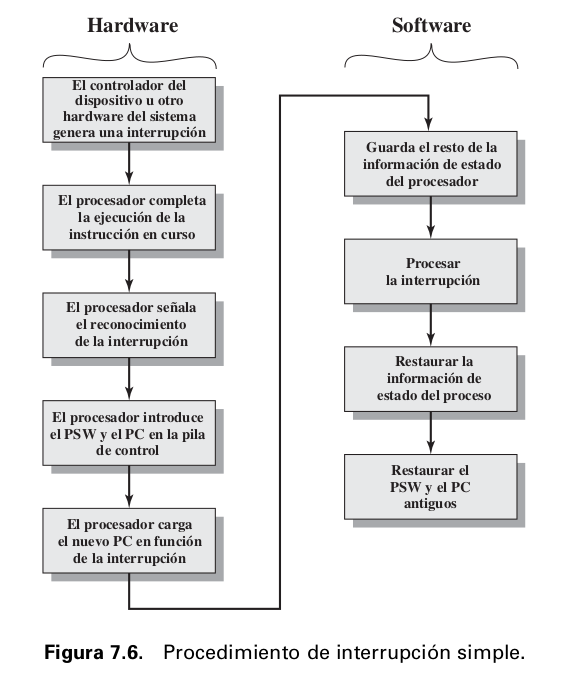 Hardware
El controlador del
dispositivo u otro
hardware del sistema
genera una interrupción
El procesador completa
la ejecución de la
instrucción en curso
El procesador señala
el reconocimiento
de la interrupción
El procesador introduce
el PSW y el PC en la pila
de control
El procesador carga
el nuevo PC en función
de la interrupción
Software
Guarda el resto de la
información de estado
del procesador
Procesar
la interrupción
Restaurar la
información de
estado del proceso
Restaurar el
PSW y el PC
antiguos
Figura 7.6. Procedimiento de interrupción simple.